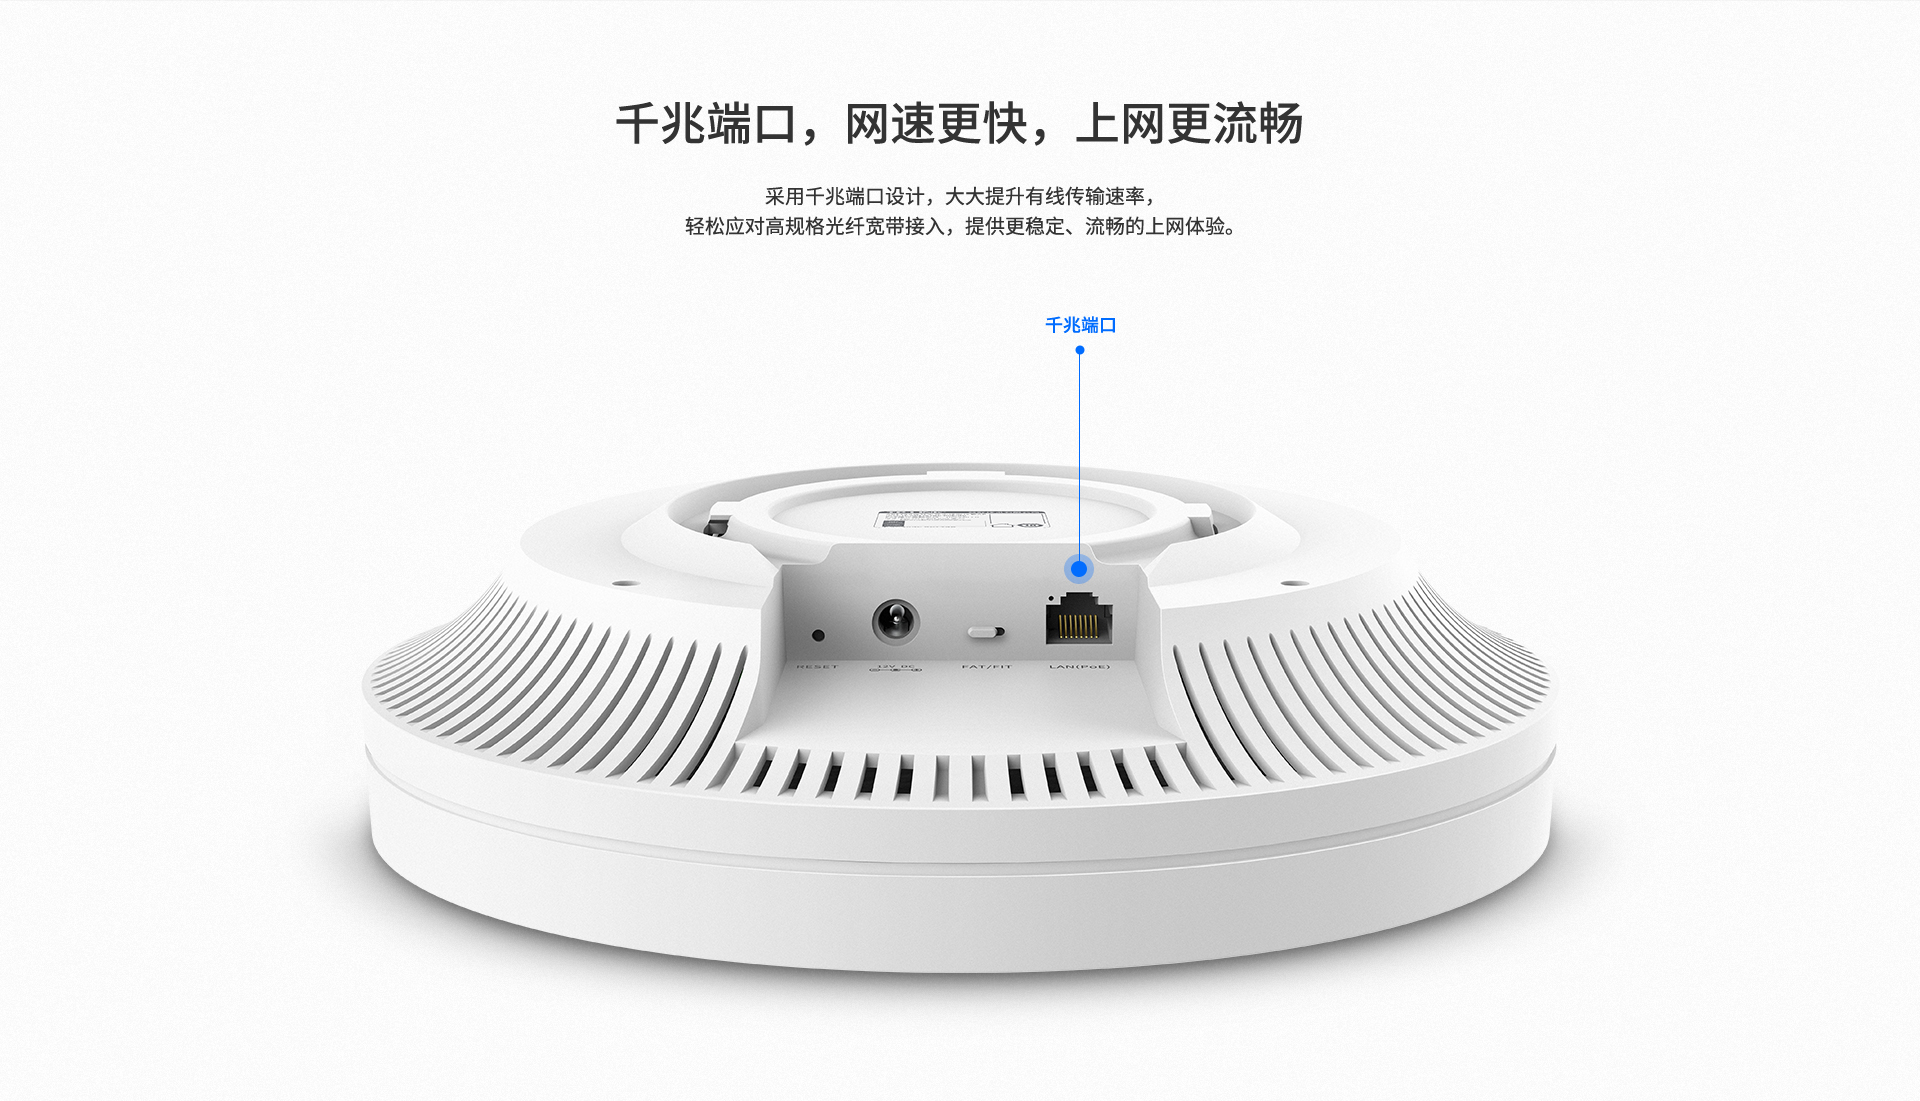 千兆端口，网速更快，上网更流畅
采用千兆端口设计，大大提升有线传输速率，
轻松应对高规格光纤宽带接入，提供更稳定、流畅的上网体验。
千兆端口
RESET
12V DC
FAT/FIT
LAN(PoE)